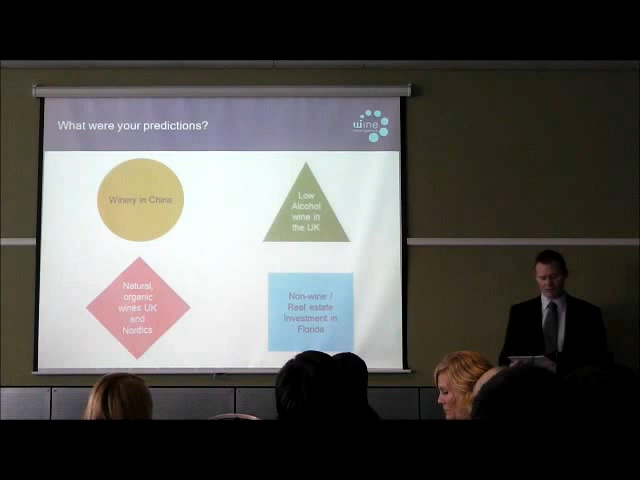 What were your predictions?
wine
Winery in China
Low
Alcohol
wine in
the UK
Natural,
organic
wines UK
and
Nordics
Non-wine /
Real estate
Investment in
Florida